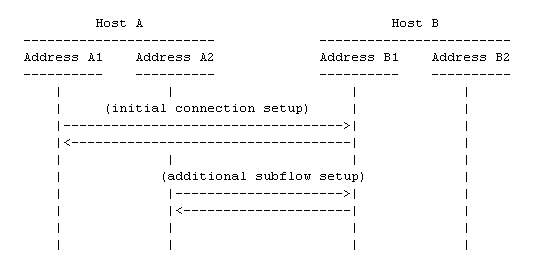 Host A Host B
Address A1 Address A2 Address B1 Address B2
(initial connection setup)
(additional subflow setup)